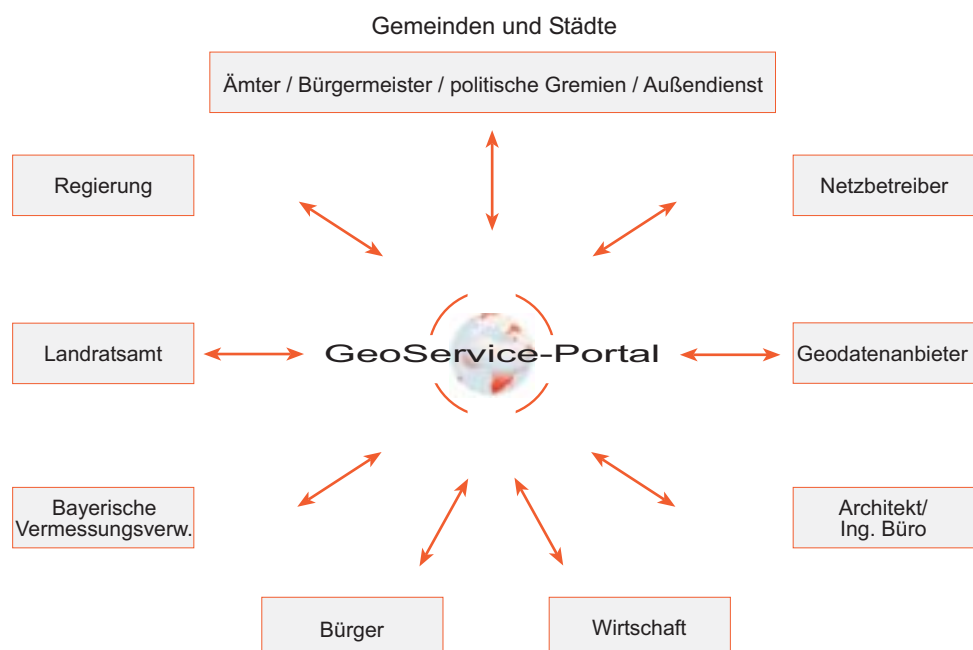 Gemeinden und Städte
Ämter / Bürgermeister / politische Gremien / Außendienst
Regierung
Netzbetreiber
Landratsamt
GeoService-Portal
Geodatenanbieter
Bayerische
Vermessungsverw.
Architekt/
Ing. Büro
Bürger
Wirtschaft